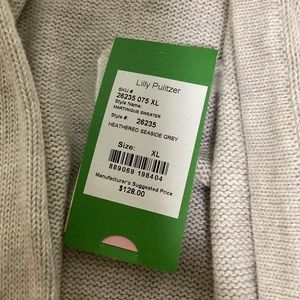 Lilly Pulitzer
SKU #
26235 075 XL
Style Name:
MARTINIQUE SWEATER
Style #: 26235
HEATHERED SEASIDE GREY
Size: XL
889069 198404
Manufacturer's Suggested Price
$128.00